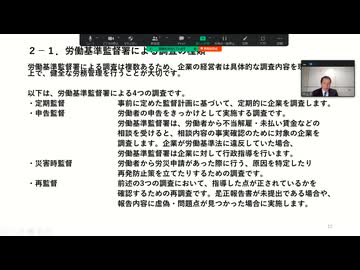 ２－１．労働基準監督署による調査の種類
労働基準監督署による調査は複数あるため、企業の経営者は具体的な調査内容を
上で、健全な労務管理を行うことが大切です。
以下は、労働基準監督署による4つの調査です。
・定期監督 事前に定めた監督計画に基づいて、定期的に企業を調査します。
・申告監督 労働者の申告をきっかけとして実施する調査です。
労働基準監督署は、労働者から不当解雇・未払い賃金などの
相談を受けると、相談内容の事実確認のために対象の企業を
調査します。企業が労働基準法に違反していた場合、
労働基準監督署は企業に対して行政指導を行います。
・災害時監督 労働者から労災申請があった際に行う、原因を特定したり
再発防止策を立てたりするための調査です。
・再監督 前述の3つの調査において、指導した点が正されているかを
確認するための再調査です。是正報告書が未提出である場合や、
報告内容に虚偽・問題点が見つかった場合に実施します。